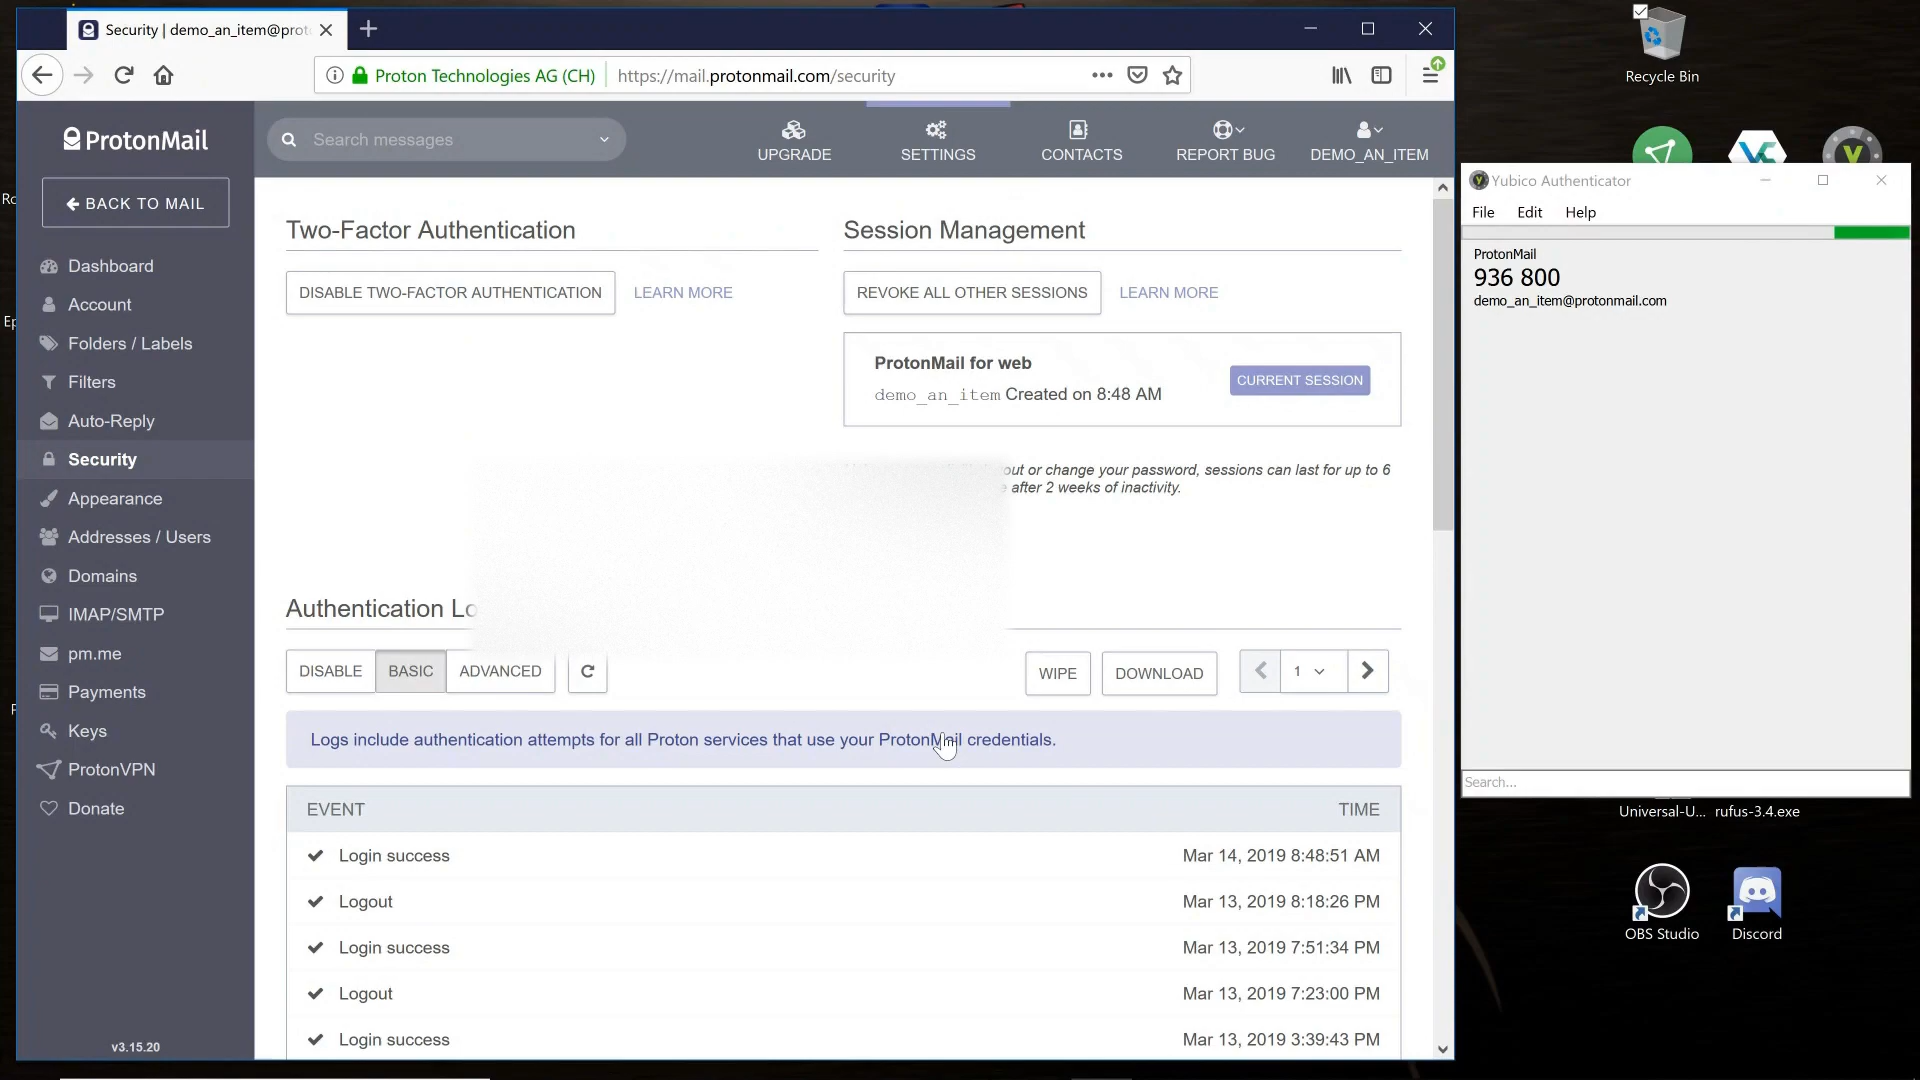 Security | demo_an_item@prot
Proton Technologies AG (CH)
https://mail.protonmail.com/security
ProtonMail
Search messages
UPGRADE
SETTINGS
CONTACTS
REPORT BUG
DEMO_AN_ITEM
BACK TO MAIL
Dashboard
Account
Folders / Labels
Filters
Auto-Reply
Security
Appearance
Addresses / Users
Domains
IMAP/SMTP
pm.me
Payments
Keys
ProtonVPN
Donate
v3.15.20
Two-Factor Authentication
DISABLE TWO-FACTOR AUTHENTICATION
LEARN MORE
Session Management
REVOKE ALL OTHER SESSIONS
LEARN MORE
ProtonMail for web
demo_an_item Created on 8:48 AM
CURRENT SESSION
out or change your password, sessions can last for up to 6
after 2 weeks of inactivity.
Authentication Lo
DISABLE
BASIC
ADVANCED
WIPE
DOWNLOAD
1
Logs include authentication attempts for all Proton services that use your ProtonMail credentials.
EVENT
TIME
Login success
Mar 14, 2019 8:48:51 AM
Logout
Mar 13, 2019 8:18:26 PM
Login success
Mar 13, 2019 7:51:34 PM
Logout
Mar 13, 2019 7:23:00 PM
Login success
Mar 13, 2019 3:39:43 PM
Recycle Bin
Yubico Authenticator
File
Edit
Help
ProtonMail
936 800
demo_an_item@protonmail.com
Search...
Universal-U...
rufus-3.4.exe
OBS Studio
Discord